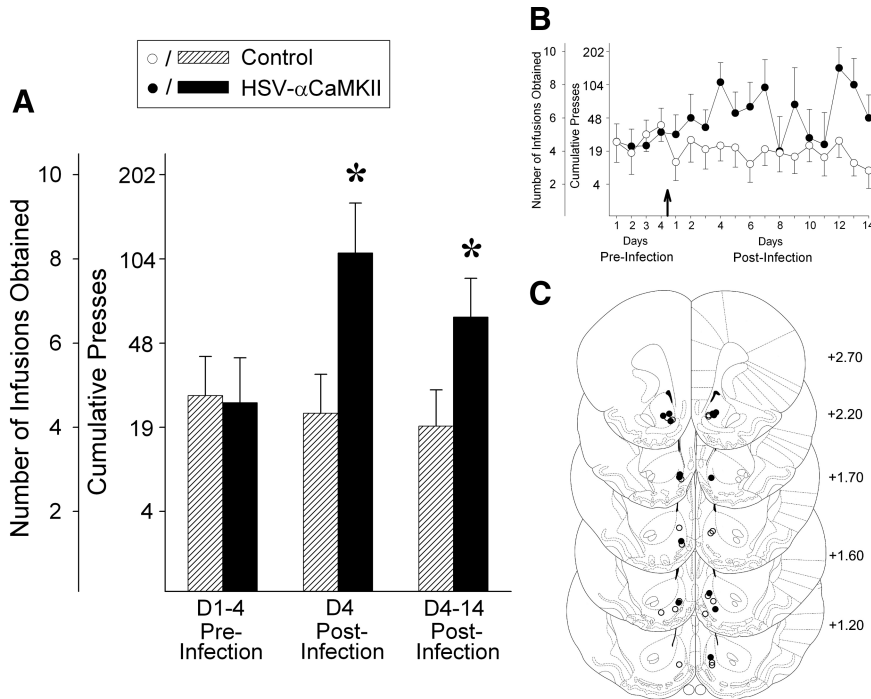 ○ / Control
● / HSV-αCaMKII
A
Number of Infusions Obtained
10
8
6
4
2
Cumulative Presses
202
104
48
19
4
*
*
D1-4
Pre-
Infection
D4
Post-
Infection
D4-14
Post-
Infection
B
Number of Infusions Obtained
10
8
6
4
2
Cumulative Presses
202
104
48
19
4
1 2 3 4 1 2 4 6 8 10 12 14
Days Days
Pre-Infection Post-Infection
C
+2.70
+2.20
+1.70
+1.60
+1.20